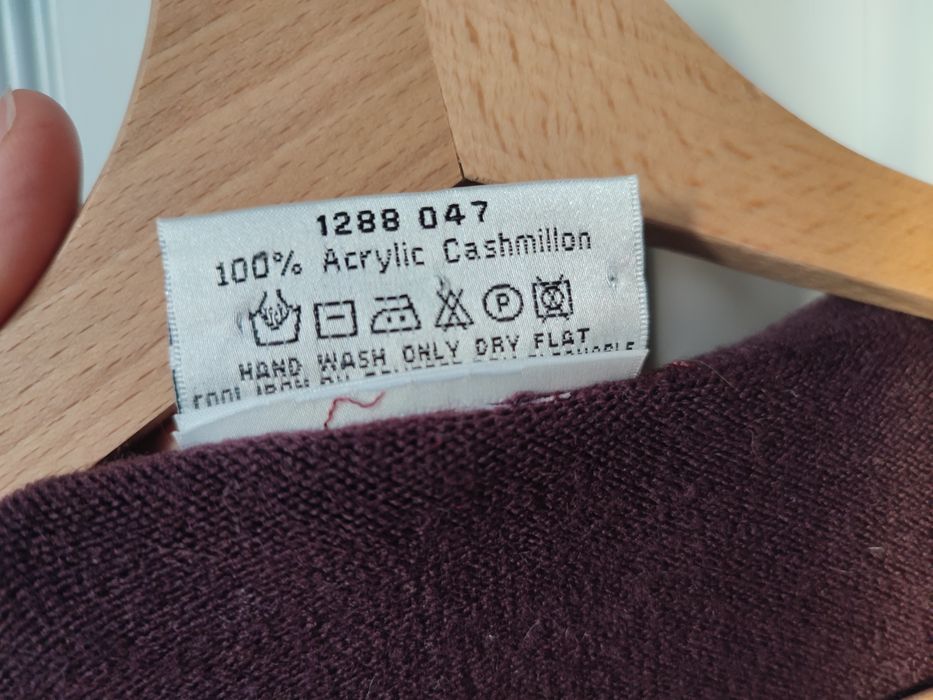 1288 047
100% Acrylic Cashmillon
P
HAND WASH ONLY DRY FLAT